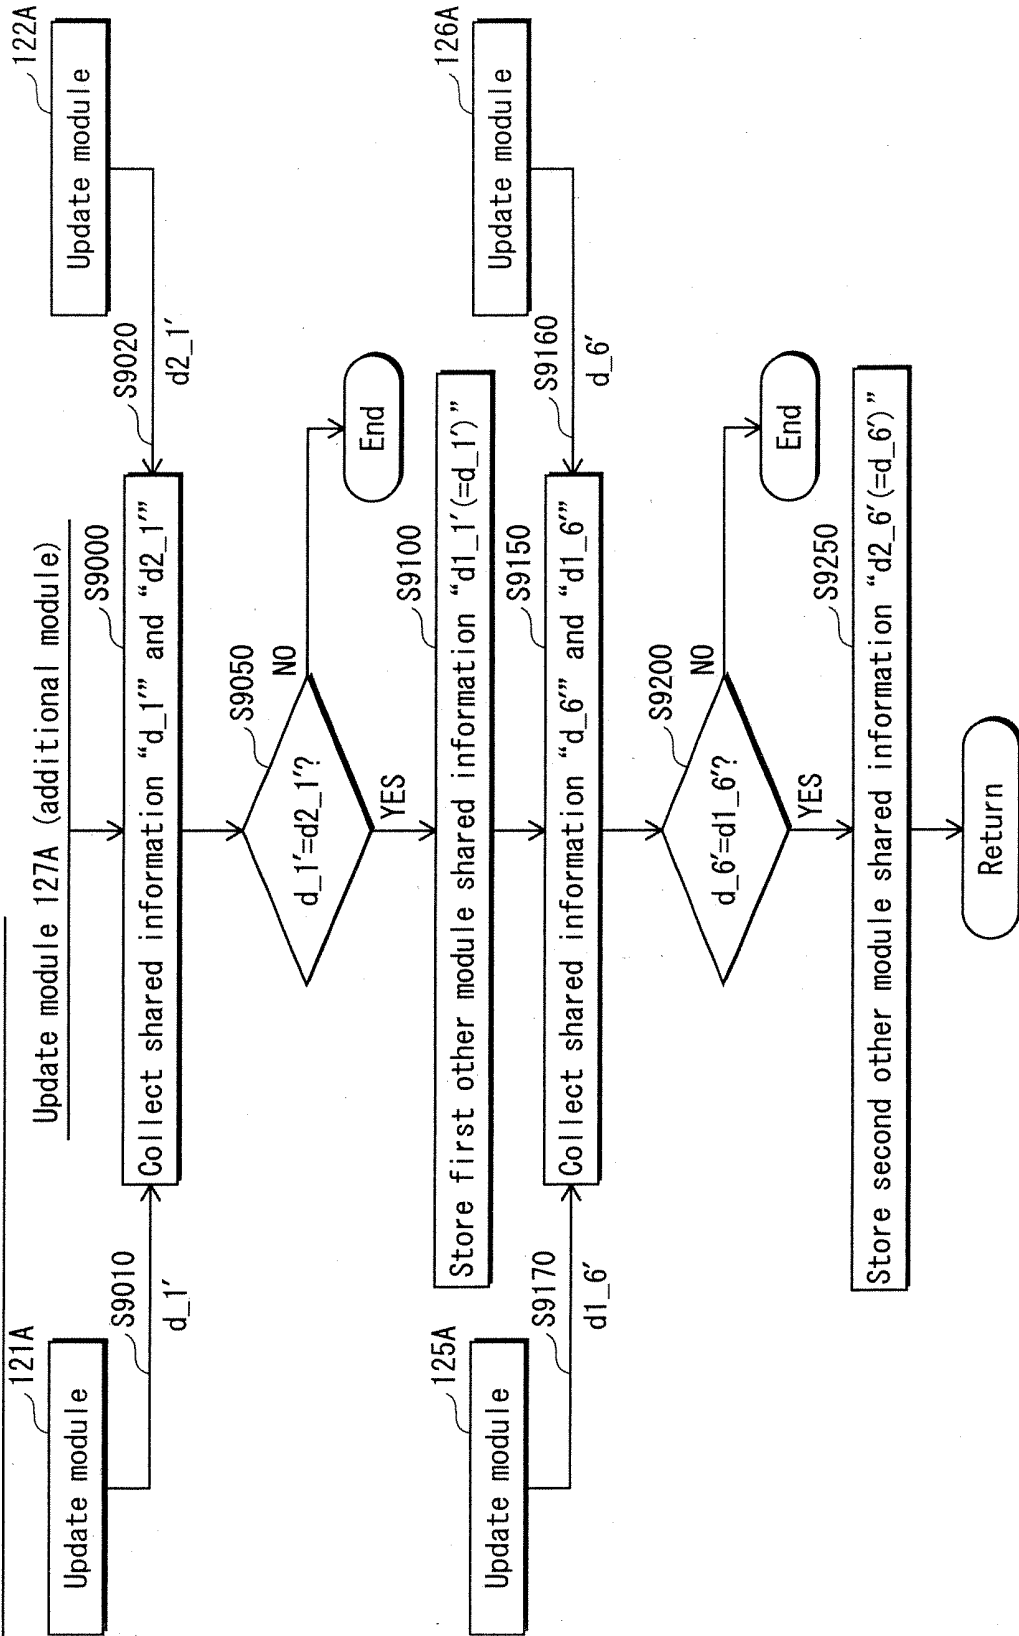 Update module 127A (additional module)
121A
Update module
S9010
d_1'
122A
Update module
S9020
d2_1'
S9000
Collect shared information “d_1'” and “d2_1'”
S9050
d_1'=d2_1'?
NO
End
YES
S9100
Store first other module shared information “d1_1'(=d_1')”
125A
Update module
S9170
d1_6'
126A
Update module
S9160
d_6'
S9150
Collect shared information “d_6'” and “d1_6'”
S9200
d_6'=d1_6'?
NO
End
YES
S9250
Store second other module shared information “d2_6'(=d_6')”
Return